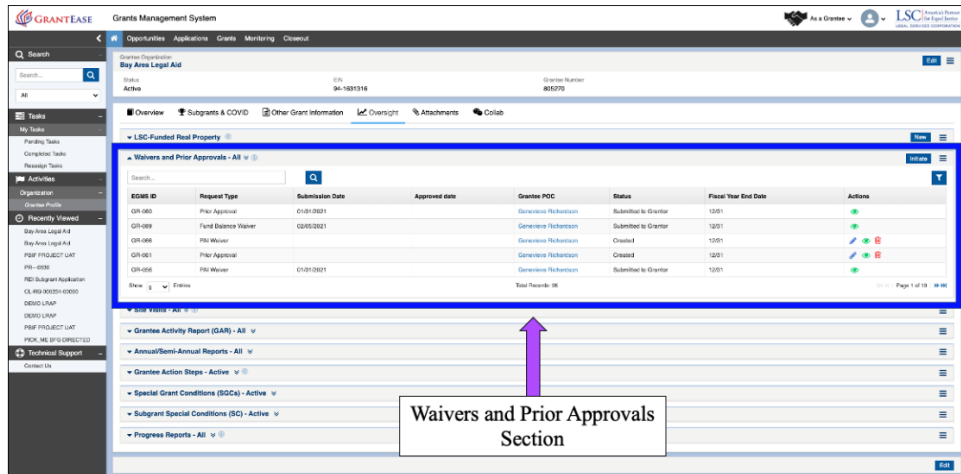 GRANTEASE Grants Management System As a Grantee LSC America's Partner for Equal Justice LEGAL SERVICES CORPORATION
Opportunities Applications Grants Monitoring Closeout
Search
Search...
All
Tasks
My Tasks
Pending Tasks
Completed Tasks
Reassign Tasks
Activities
Organization
Grantee Profile
Recently Viewed
Bay Area Legal Aid
Bay Area Legal Aid
PBIF PROJECT UAT
REI Subgrant Application
DEMO LRAP
DEMO LRAP
PBIF PROJECT UAT
PICK_ME BFG DIRECTED
Technical Support
Contact Us
Grantee Organization
Bay Area Legal Aid Edit
Status EIN Grantee Number
Active 94-1631316 805270
Overview Subgrants & COVID Other Grant Information Oversight Attachments Collab
LSC-Funded Real Property New
Waivers and Prior Approvals - All Initiate
Search...
EGMS ID Request Type Submission Date Approved date Grantee POC Status Fiscal Year End Date Actions
GR-060 Prior Approval 01/01/2021 Genevieve Richardson Submitted to Grantor 12/31
Fund Balance Waiver 02/05/2021 Genevieve Richardson Submitted to Grantor 12/31
PAI Waiver Genevieve Richardson Created 12/31
GR-061 Prior Approval Genevieve Richardson Created 12/31
GR-056 PAI Waiver 01/01/2021 Genevieve Richardson Submitted to Grantor 12/31
Show 5 Entries Page 1 of 19
Site Visits - All
Grantee Activity Report (GAR) - All
Annual/Semi-Annual Reports - All
Grantee Action Steps - Active
Special Grant Conditions (SGCs) - Active
Subgrant Special Conditions (SC) - Active
Progress Reports - All
Waivers and Prior Approvals
Section
Edit